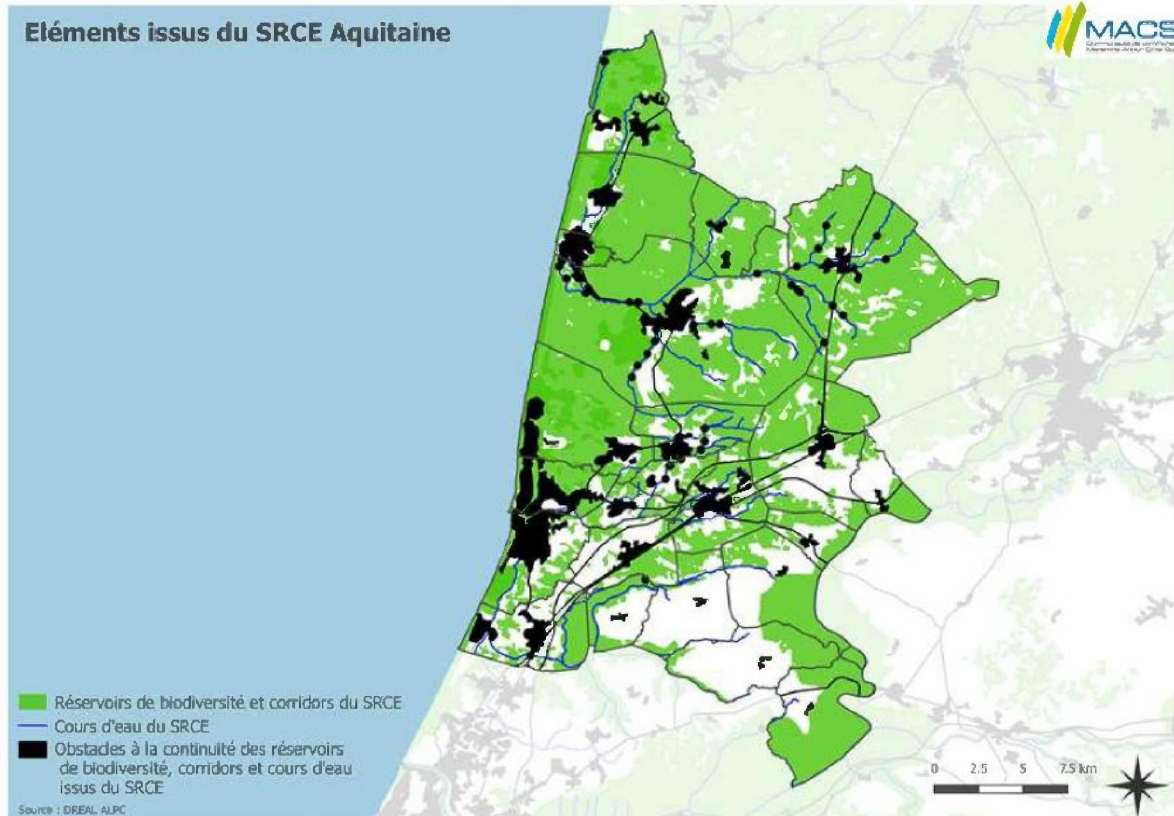 Eléments issus du SRCE Aquitaine
MACS
Réservoirs de biodiversité et corridors du SRCE
Cours d'eau du SRCE
Obstacles à la continuité des réservoirs
de biodiversité, corridors et cours d'eau
issus du SRCE
Source : DREAL ALPC
0 2.5 5 7.5 km